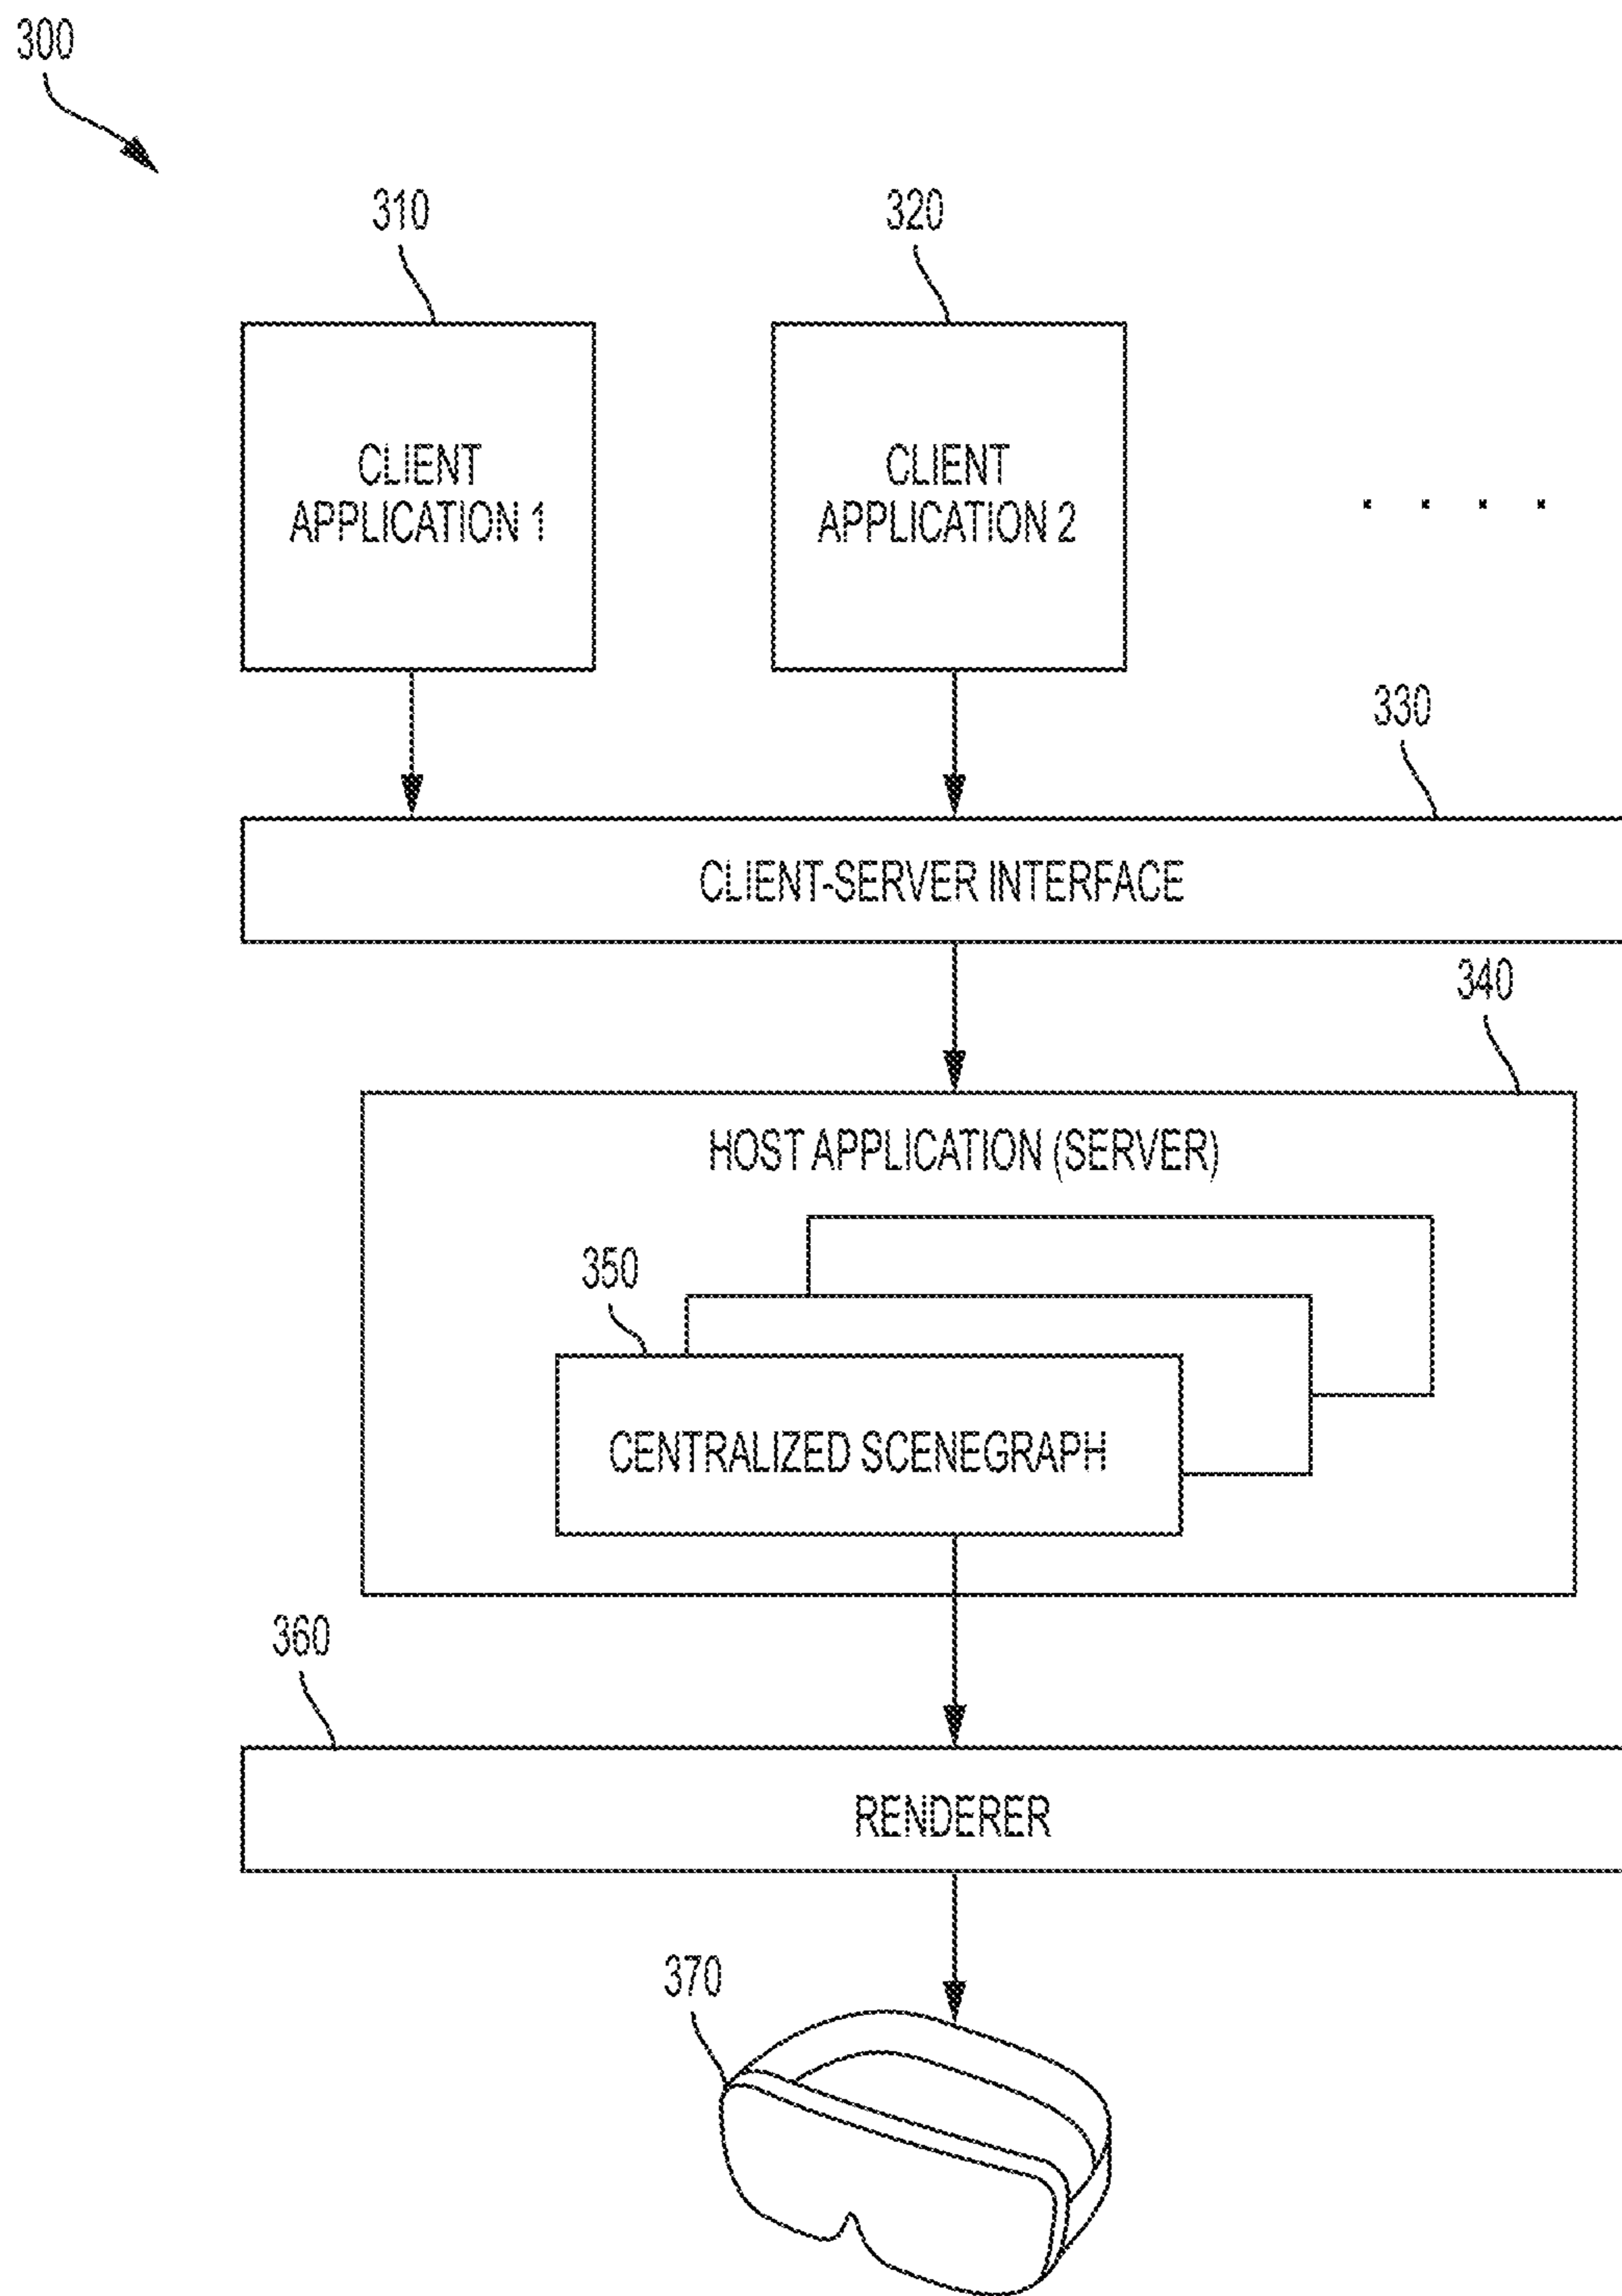 300
310
320
CLIENT
APPLICATION 1
CLIENT
APPLICATION 2
. . . .
330
CLIENT-SERVER INTERFACE
340
HOST APPLICATION (SERVER)
350
CENTRALIZED SCENEGRAPH
360
RENDERER
370